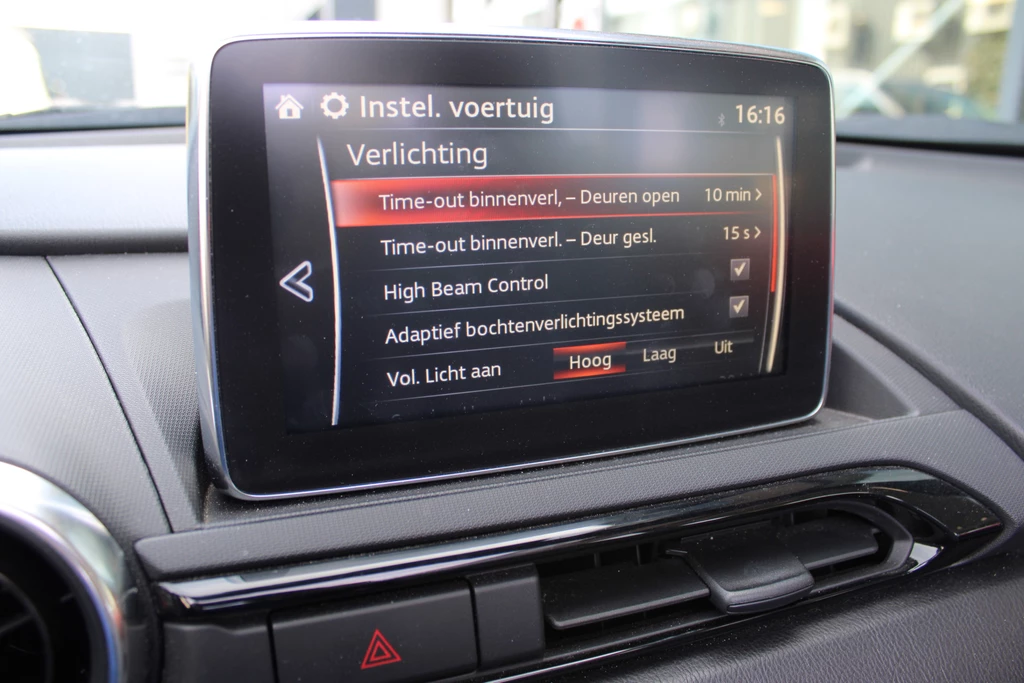 Instel. voertuig 16:16
Verlichting
Time-out binnenverl, – Deuren open 10 min
Time-out binnenverl. – Deur gesl. 15 s
High Beam Control
Adaptief bochtenverlichtingssysteem
Vol. Licht aan Hoog Laag Uit